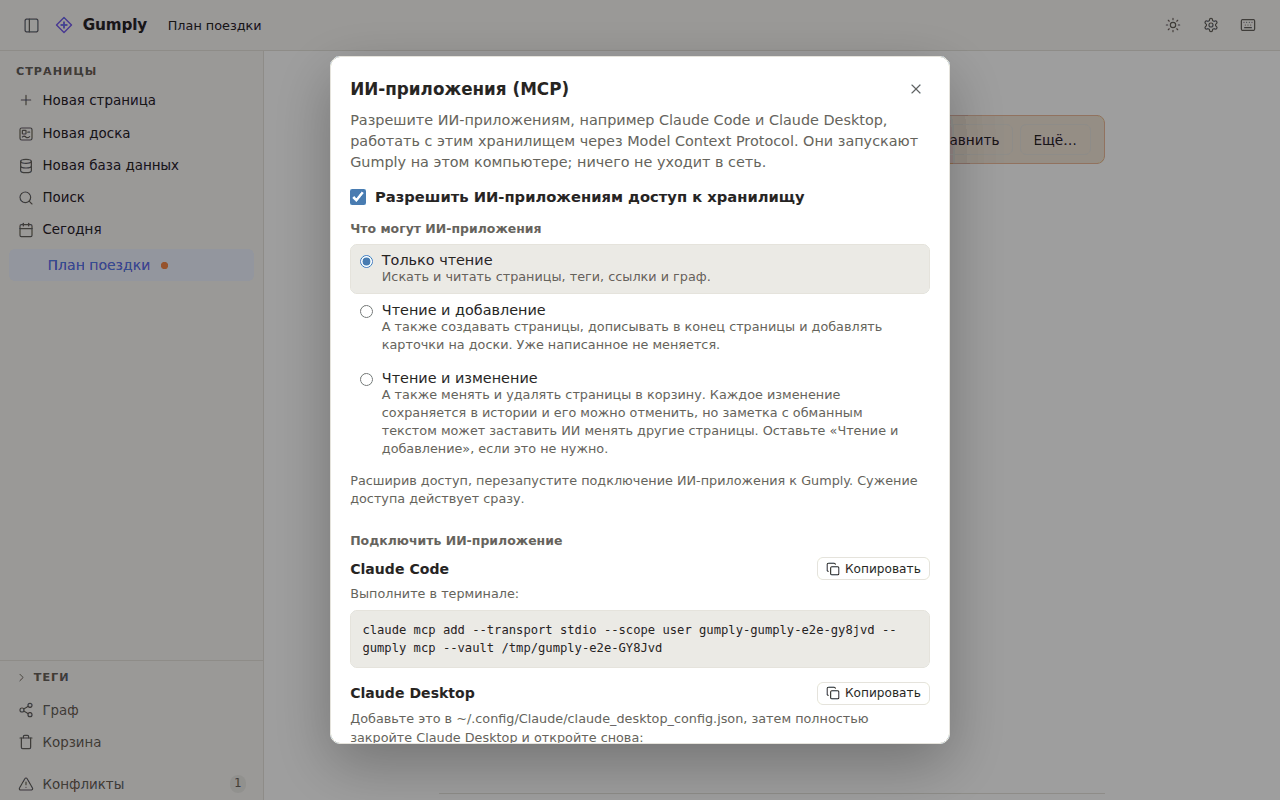 Gumply
План поездки
СТРАНИЦЫ
Новая страница
Новая доска
Новая база данных
Поиск
Сегодня
План поездки
ТЕГИ
Граф
Корзина
Конфликты 1
Ещё…
ИИ-приложения (MCP)
Разрешите ИИ-приложениям, например Claude Code и Claude Desktop,
работать с этим хранилищем через Model Context Protocol. Они запускают
Gumply на этом компьютере; ничего не уходит в сеть.
Разрешить ИИ-приложениям доступ к хранилищу
Что могут ИИ-приложения
Только чтение
Искать и читать страницы, теги, ссылки и граф.
Чтение и добавление
А также создавать страницы, дописывать в конец страницы и добавлять
карточки на доски. Уже написанное не меняется.
Чтение и изменение
А также менять и удалять страницы в корзину. Каждое изменение
сохраняется в истории и его можно отменить, но заметка с обманным
текстом может заставить ИИ менять другие страницы. Оставьте «Чтение и
добавление», если это не нужно.
Расширив доступ, перезапустите подключение ИИ-приложения к Gumply. Сужение
доступа действует сразу.
Подключить ИИ-приложение
Claude Code
Копировать
Выполните в терминале:
claude mcp add --transport stdio --scope user gumply-gumply-e2e-gy8jvd --
gumply mcp --vault /tmp/gumply-e2e-GY8Jvd
Claude Desktop
Копировать
Добавьте это в ~/.config/Claude/claude_desktop_config.json, затем полностью
закройте Claude Desktop и откройте снова: